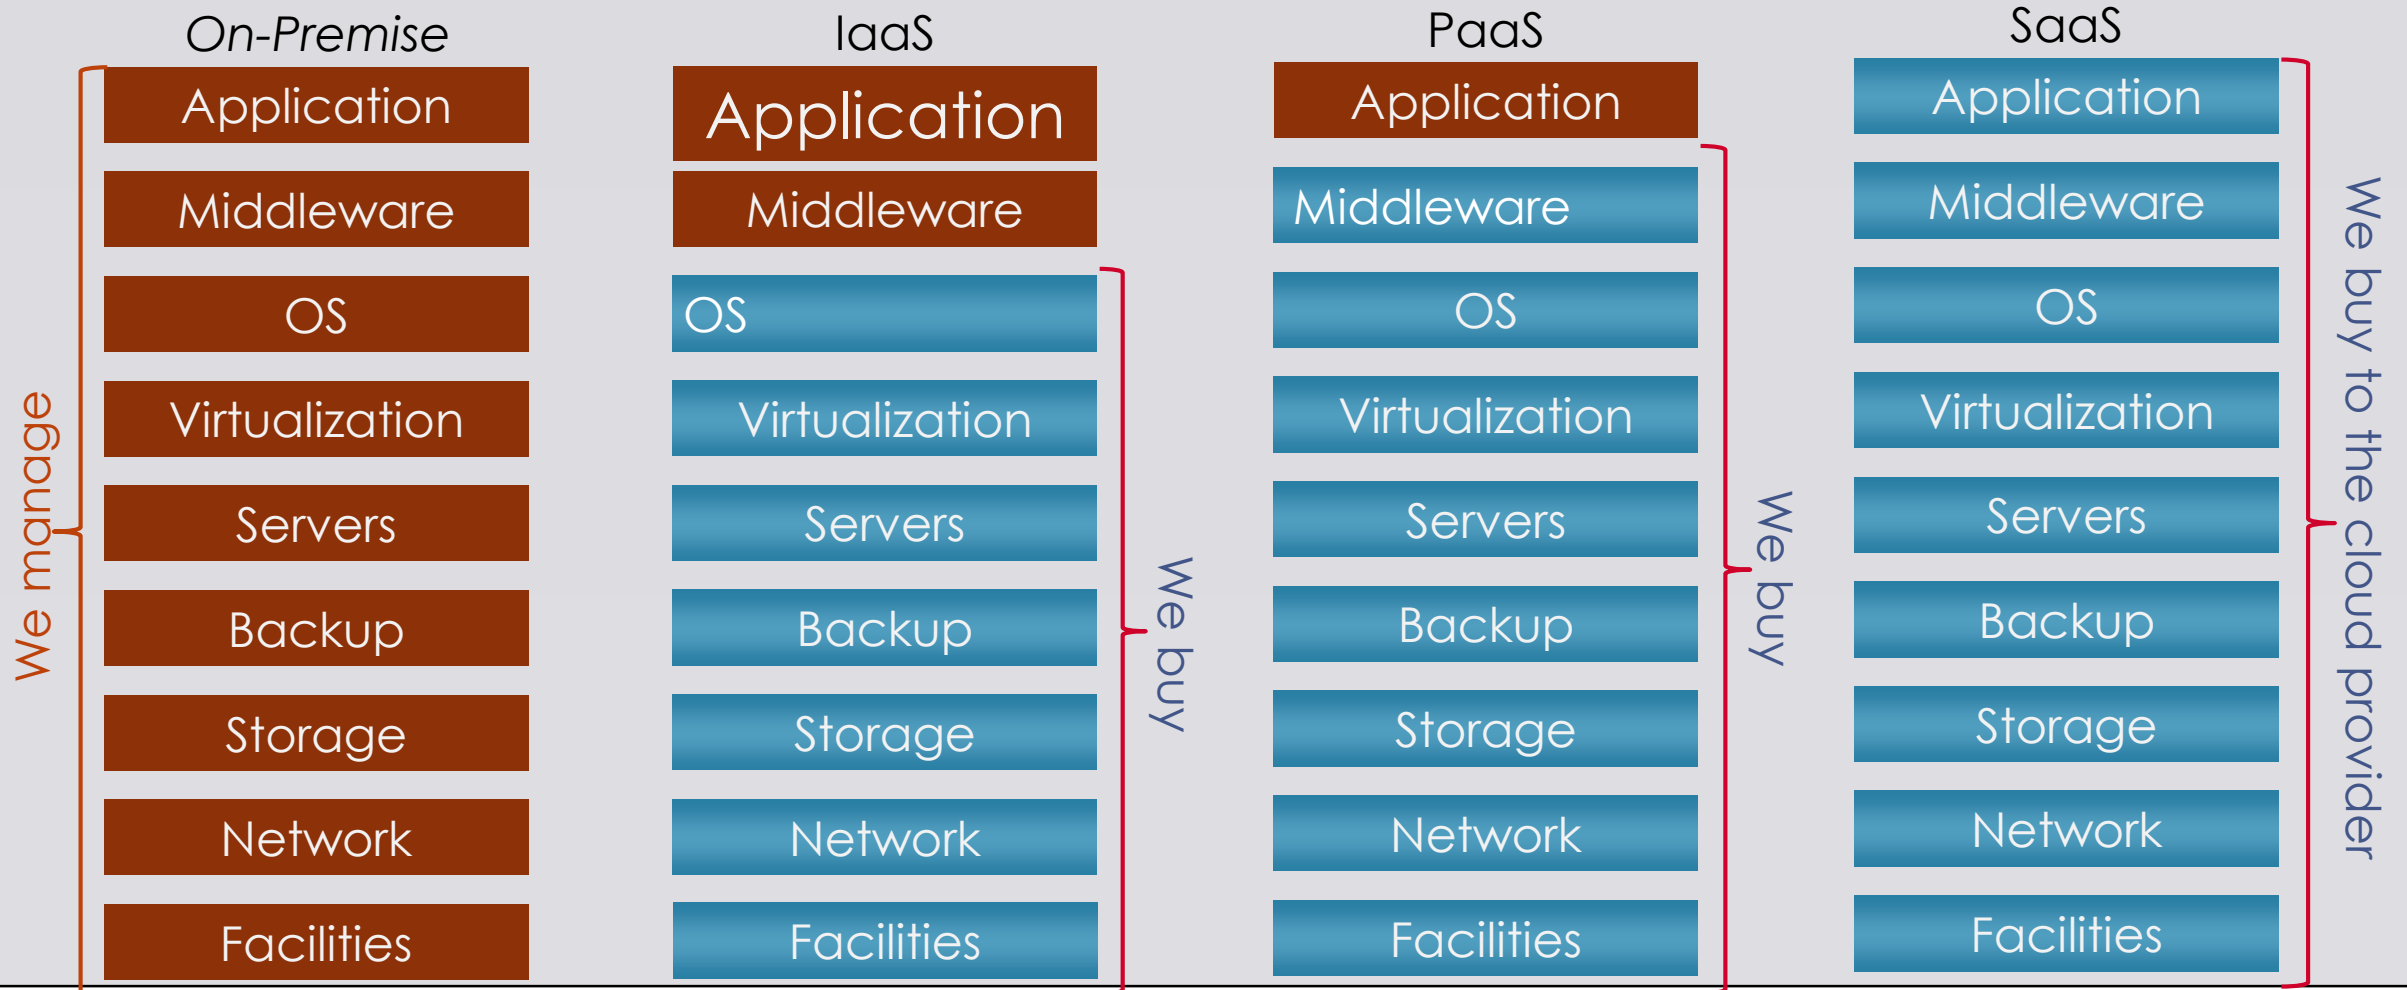 On-Premise
We manage
Application
Middleware
OS
Virtualization
Servers
Backup
Storage
Network
Facilities
IaaS
Application
Middleware
OS
Virtualization
Servers
Backup
Storage
Network
Facilities
We buy
PaaS
Application
Middleware
OS
Virtualization
Servers
Backup
Storage
Network
Facilities
We buy
SaaS
Application
Middleware
OS
Virtualization
Servers
Backup
Storage
Network
Facilities
We buy to the cloud provider